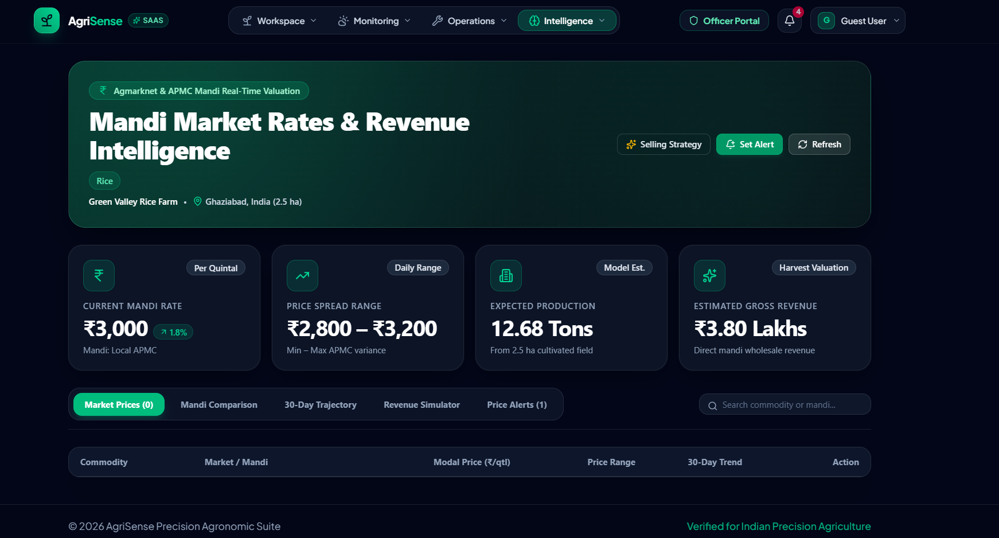 AgriSense SAAS Workspace Monitoring Operations Intelligence Officer Portal 4 G Guest User
₹ Agmarknet & APMC Mandi Real-Time Valuation
Mandi Market Rates & Revenue
Intelligence
Selling Strategy Set Alert Refresh
Rice
Green Valley Rice Farm • Ghaziabad, India (2.5 ha)
₹ Per Quintal
CURRENT MANDI RATE
₹3,000 1.8%
Mandi: Local APMC
Daily Range
PRICE SPREAD RANGE
₹2,800 – ₹3,200
Min – Max APMC variance
Model Est.
EXPECTED PRODUCTION
12.68 Tons
From 2.5 ha cultivated field
Harvest Valuation
ESTIMATED GROSS REVENUE
₹3.80 Lakhs
Direct mandi wholesale revenue
Market Prices (0) Mandi Comparison 30-Day Trajectory Revenue Simulator Price Alerts (1) Search commodity or mandi...
Commodity Market / Mandi Modal Price (₹/qtl) Price Range 30-Day Trend Action
© 2026 AgriSense Precision Agronomic Suite Verified for Indian Precision Agriculture